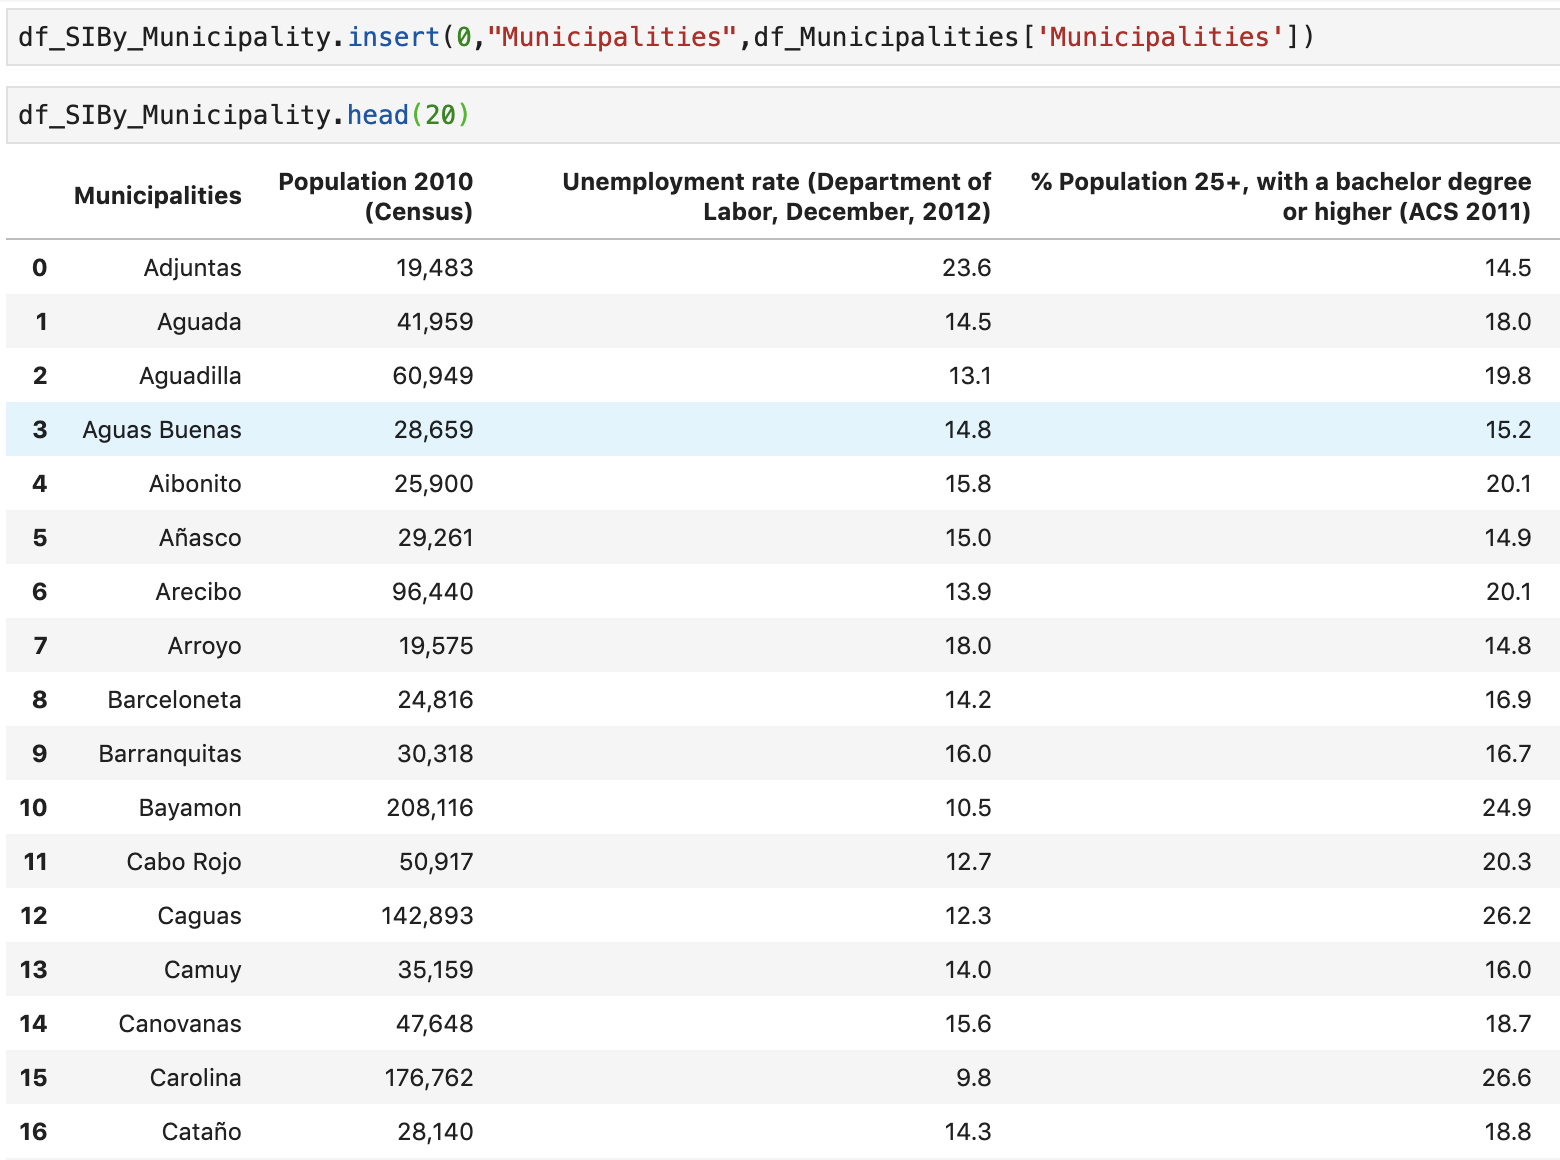 df_SIBy_Municipality.insert(0,"Municipalities",df_Municipalities['Municipalities'])
df_SIBy_Municipality.head(20)
Municipalities Population 2010 (Census) Unemployment rate (Department of Labor, December, 2012) % Population 25+, with a bachelor degree or higher (ACS 2011)
0 Adjuntas 19,483 23.6 14.5
1 Aguada 41,959 14.5 18.0
2 Aguadilla 60,949 13.1 19.8
3 Aguas Buenas 28,659 14.8 15.2
4 Aibonito 25,900 15.8 20.1
5 Añasco 29,261 15.0 14.9
6 Arecibo 96,440 13.9 20.1
7 Arroyo 19,575 18.0 14.8
8 Barceloneta 24,816 14.2 16.9
9 Barranquitas 30,318 16.0 16.7
10 Bayamon 208,116 10.5 24.9
11 Cabo Rojo 50,917 12.7 20.3
12 Caguas 142,893 12.3 26.2
13 Camuy 35,159 14.0 16.0
14 Canovanas 47,648 15.6 18.7
15 Carolina 176,762 9.8 26.6
16 Cataño 28,140 14.3 18.8